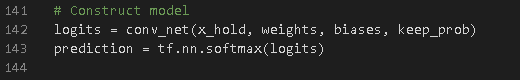 141 # Construct model
142 logits = conv_net(x_hold, weights, biases, keep_prob)
143 prediction = tf.nn.softmax(logits)
144